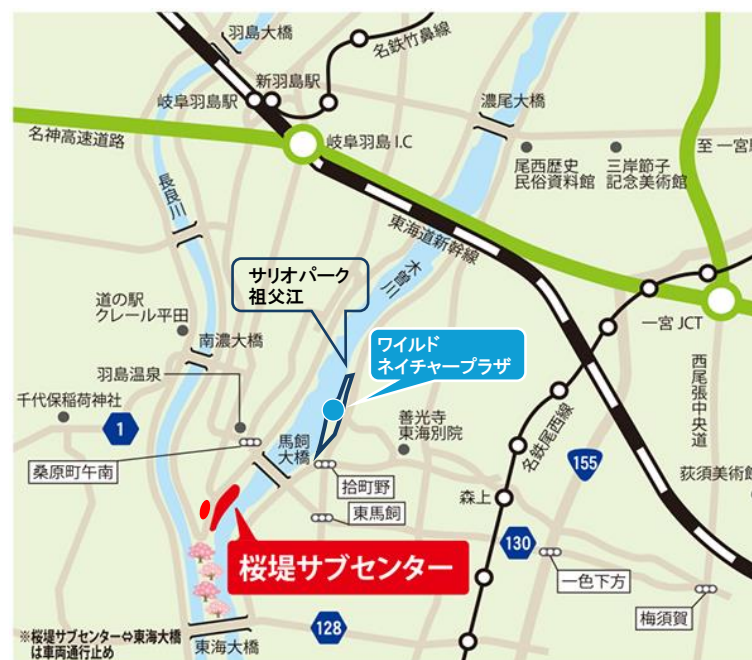 羽島大橋
名鉄竹鼻線
新羽島駅
岐阜羽島駅
濃尾大橋
名神高速道路
岐阜羽島 I.C
尾西歴史
民俗資料館
三岸節子
記念美術館
至 一宮
長良川
東海道新幹線
木曽川
サリオパーク
祖父江
道の駅
クレール平田
南濃大橋
ワイルド
ネイチャープラザ
一宮 JCT
羽島温泉
西尾張中央道
千代保稲荷神社
1
馬飼
大橋
善光寺
東海別院
名鉄尾西線
155
桑原町午南
拾町野
荻須美術館
森上
東馬飼
130
桜堤サブセンター
一色下方
梅須賀
128
※桜堤サブセンター⇔東海大橋
は車両通行止め
東海大橋